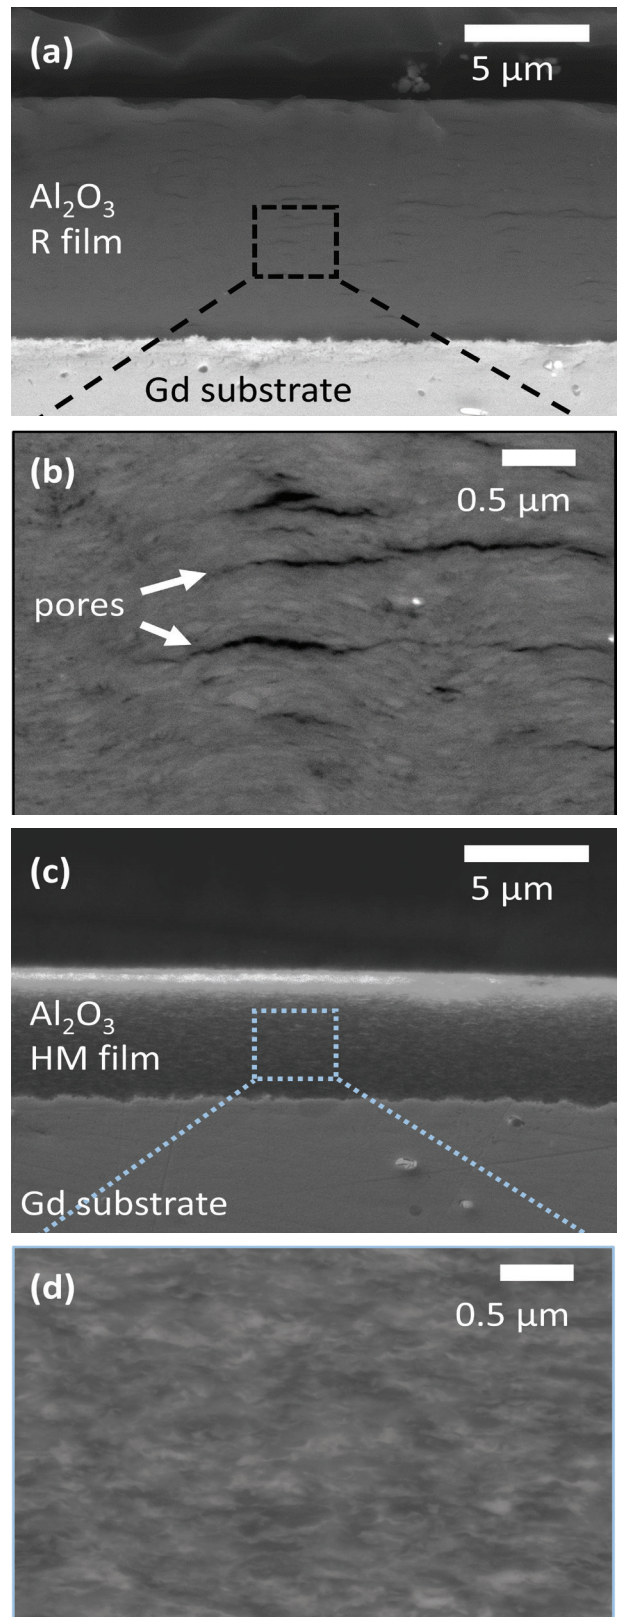 (a)
5 μm
Al₂O₃
R film
Gd substrate
(b)
0.5 μm
pores
(c)
5 μm
Al₂O₃
HM film
Gd substrate
(d)
0.5 μm